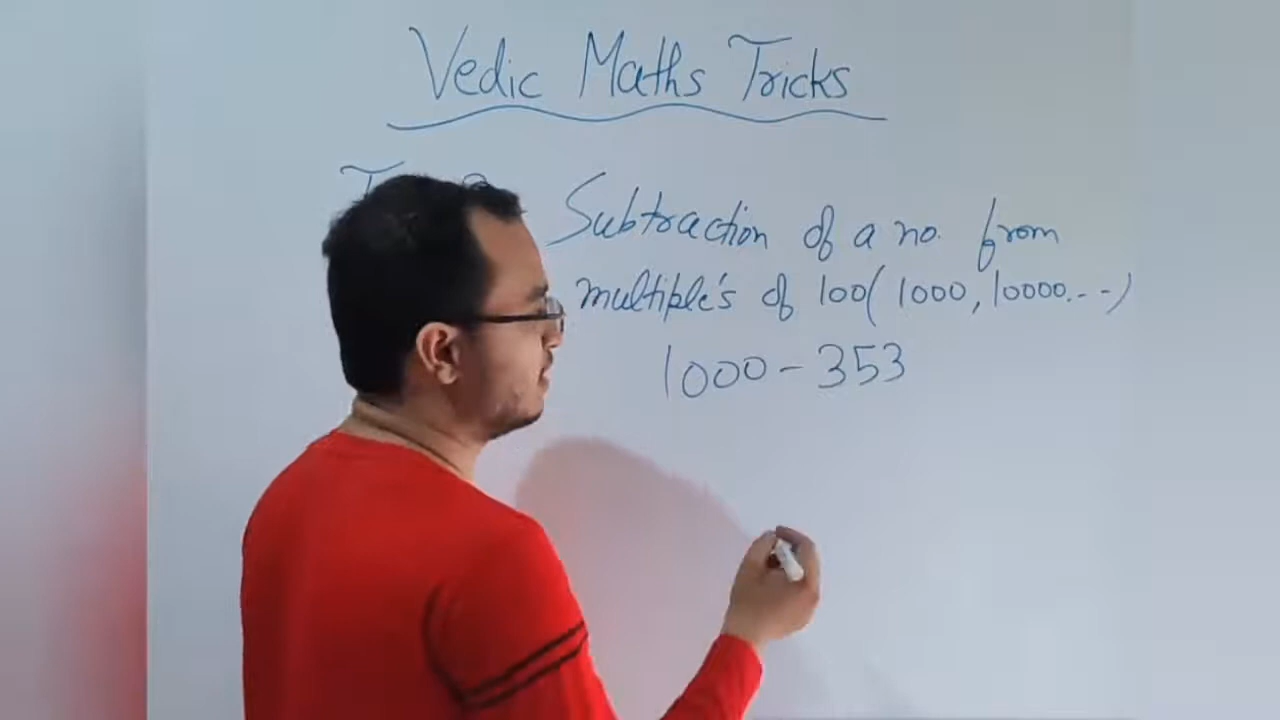 Vedic Maths Tricks
Subtraction of a no. from
multiple's of 100( 1000, 10000...)
1000 - 353